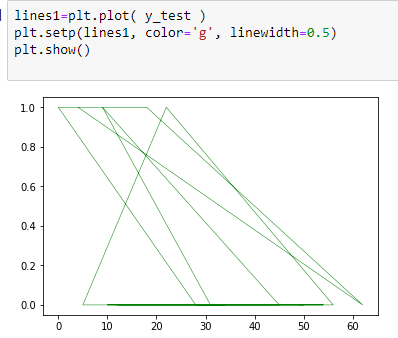 lines1=plt.plot( y_test )
plt.setp(lines1, color='g', linewidth=0.5)
plt.show()
1.0
0.8
0.6
0.4
0.2
0.0
0 10 20 30 40 50 60